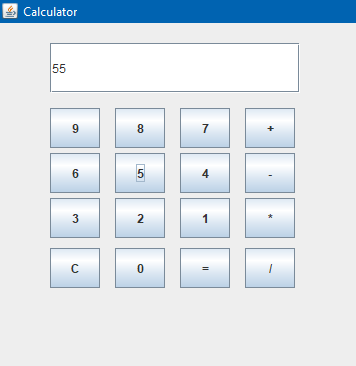 Calculator
55
9 8 7 +
6 5 4 -
3 2 1 *
C 0 = /